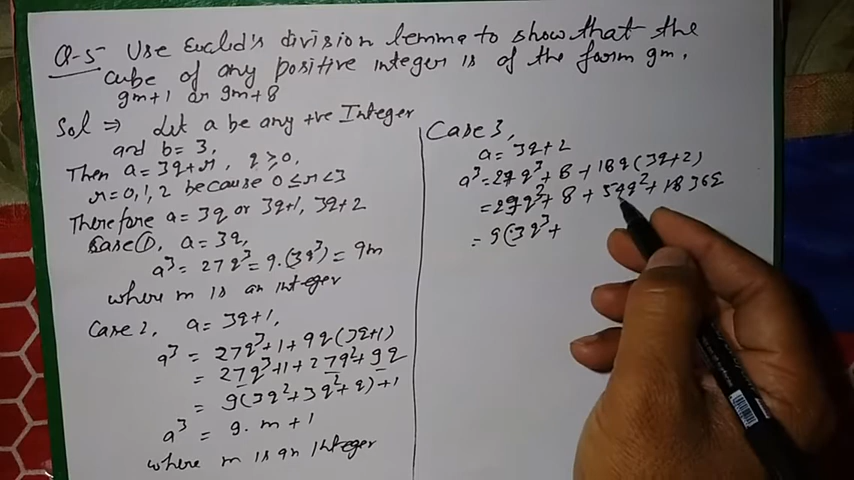 Q-5 Use Euclid's division lemma to show that the
cube of any positive integer is of the form 9m,
9m+1 or 9m+8
Sol ⇒ Let a be any +ve Integer
and b = 3,
Then a = 3q+r, q ≥ 0,
r = 0, 1, 2 because 0 ≤ r < 3
Therefore a = 3q or 3q+1, 3q+2
Case ①, a = 3q,
a³ = 27q³ = 9.(3q³) = 9m
where m is an integer
Case 2, a = 3q+1,
a³ = 27q³+1+9q(3q+1)
= 27q³+1+27q²+9q
= 9(3q²+3q²+q)+1
a³ = 9.m+1
where m is an Integer
Case 3,
a = 3q+2
a³ = 27q³ + 8 + 18q(3q+2)
= 27q³ + 8 + 54q² + 36q
= 9(3q³+